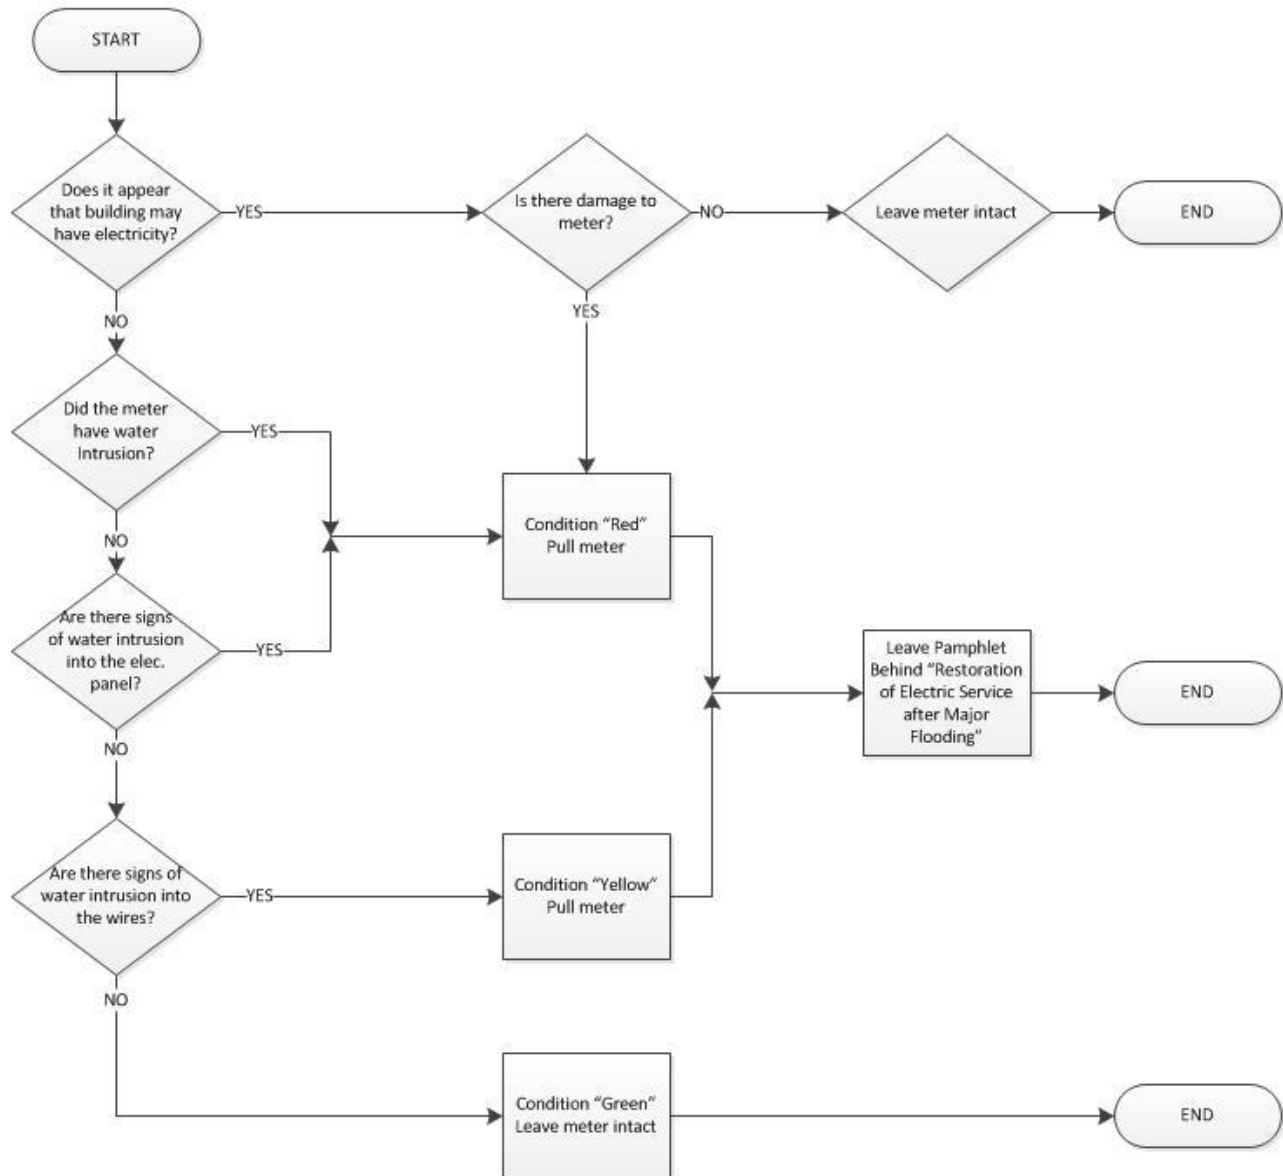 START
Does it appear
that building may
have electricity?
YES
Is there damage to
meter?
NO
Leave meter intact
END
NO
YES
Did the meter
have water
Intrusion?
YES
NO
Condition “Red”
Pull meter
Are there signs
of water intrusion
into the elec.
panel?
YES
Leave Pamphlet
Behind “Restoration
of Electric Service
after Major
Flooding”
END
NO
Are there signs of
water intrusion into
the wires?
YES
Condition “Yellow”
Pull meter
NO
Condition “Green”
Leave meter intact
END